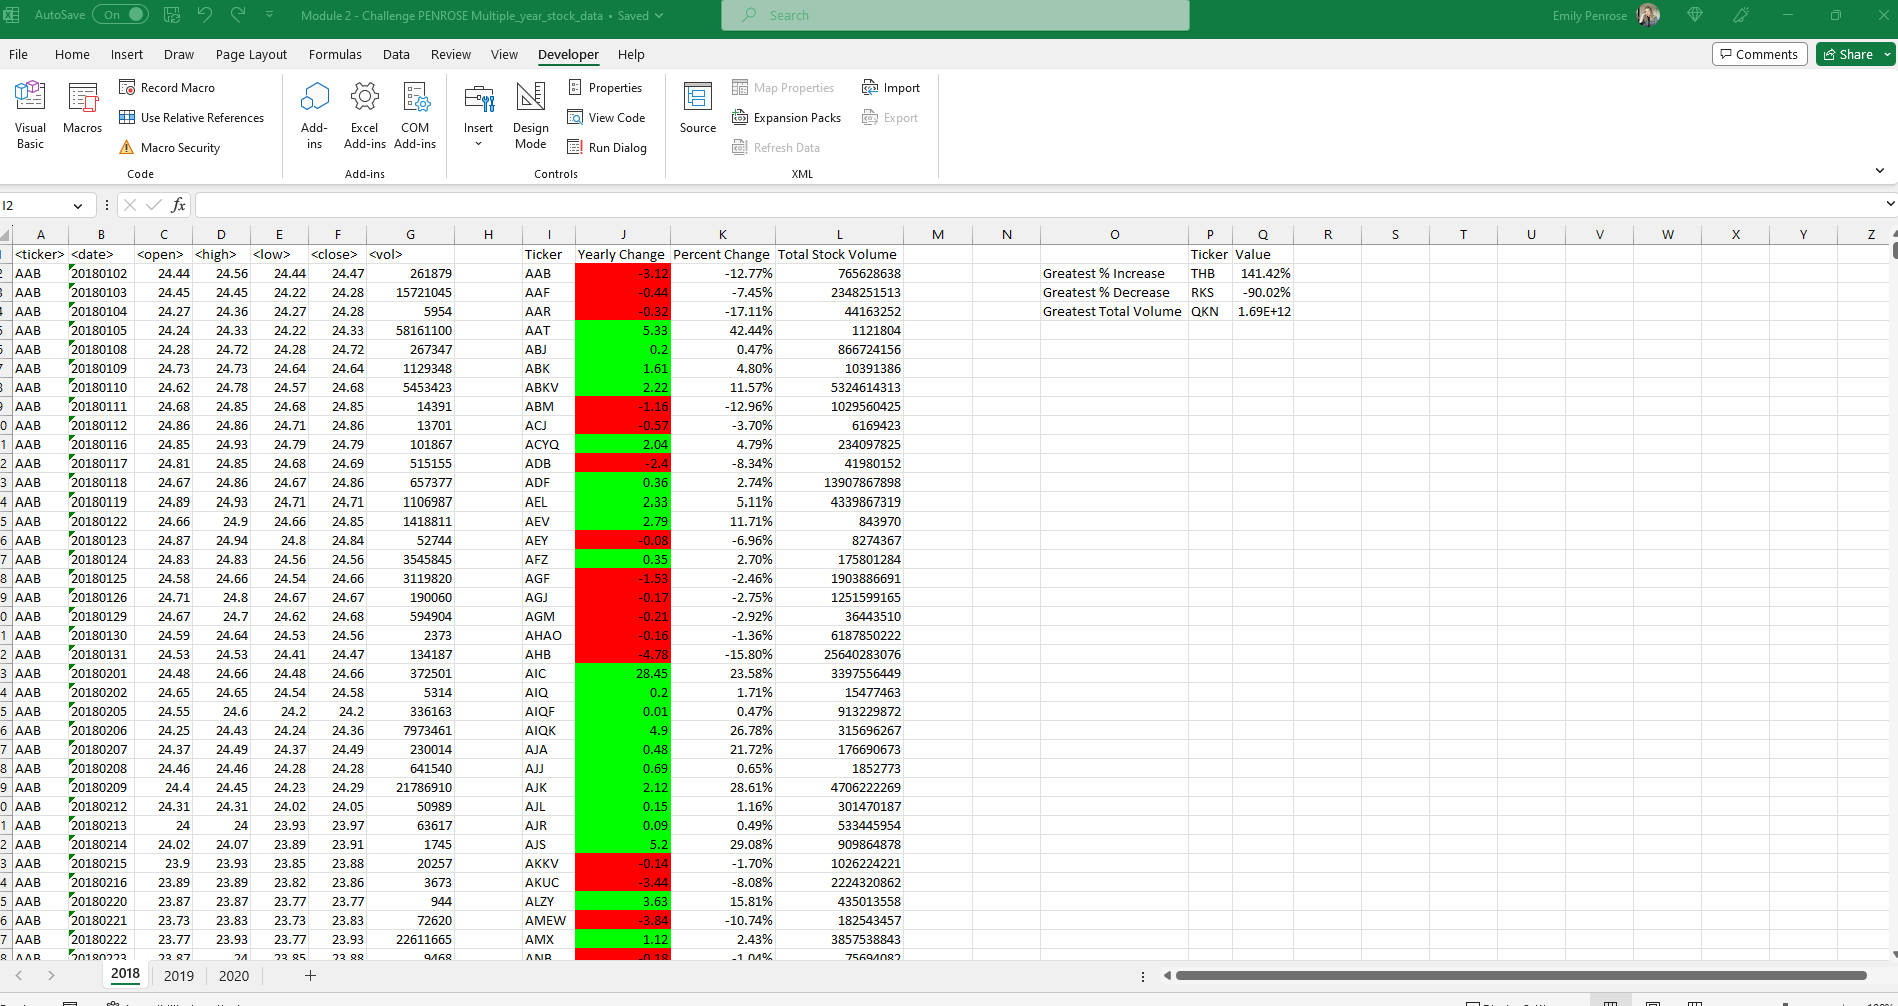 AutoSave On Module 2 - Challenge PENROSE Multiple_year_stock_data • Saved Search Emily Penrose
File Home Insert Draw Page Layout Formulas Data Review View Developer Help Comments Share
Visual Basic Macros Record Macro Use Relative References Macro Security Code
Add-ins Excel Add-ins COM Add-ins Add-ins
Insert Design Mode Properties View Code Run Dialog Controls
Source Map Properties Expansion Packs Refresh Data Import Export XML
I2 fx
A B C D E F G H I J K L M N O P Q R S T U V W X Y Z
<ticker> <date> <open> <high> <low> <close> <vol> Ticker Yearly Change Percent Change Total Stock Volume Ticker Value
AAB 20180102 24.44 24.56 24.44 24.47 261879 AAB -3.12 -12.77% 765628638 Greatest % Increase THB 141.42%
AAB 20180103 24.45 24.45 24.22 24.28 15721045 AAF -0.44 -7.45% 2348251513 Greatest % Decrease RKS -90.02%
AAB 20180104 24.27 24.36 24.27 24.28 5954 AAR -0.32 -17.11% 44163252 Greatest Total Volume QKN 1.69E+12
AAB 20180105 24.24 24.33 24.22 24.33 58161100 AAT 5.33 42.44% 1121804
AAB 20180108 24.28 24.72 24.28 24.72 267347 ABJ 0.2 0.47% 866724156
AAB 20180109 24.73 24.73 24.64 24.64 1129348 ABK 1.61 4.80% 10391386
AAB 20180110 24.62 24.78 24.57 24.68 5453423 ABKV 2.22 11.57% 5324614313
AAB 20180111 24.68 24.85 24.68 24.85 14391 ABM -1.16 -12.96% 1029560425
AAB 20180112 24.86 24.86 24.71 24.86 13701 ACJ -0.57 -3.70% 6169423
AAB 20180116 24.85 24.93 24.79 24.79 101867 ACYQ 2.04 4.79% 234097825
AAB 20180117 24.81 24.85 24.68 24.69 515155 ADB -2.4 -8.34% 41980152
AAB 20180118 24.67 24.86 24.67 24.86 657377 ADF 0.36 2.74% 13907867898
AAB 20180119 24.89 24.93 24.71 24.71 1106987 AEL 2.33 5.11% 4339867319
AAB 20180122 24.66 24.9 24.66 24.85 1418811 AEV 2.79 11.71% 843970
AAB 20180123 24.87 24.94 24.8 24.84 52744 AEY -0.08 -6.96% 8274367
AAB 20180124 24.83 24.83 24.56 24.56 3545845 AFZ 0.35 2.70% 175801284
AAB 20180125 24.58 24.66 24.54 24.66 3119820 AGF -1.53 -2.46% 1903886691
AAB 20180126 24.71 24.8 24.67 24.67 190060 AGJ -0.17 -2.75% 1251599165
AAB 20180129 24.67 24.7 24.62 24.68 594904 AGM -0.21 -2.92% 36443510
AAB 20180130 24.59 24.64 24.53 24.56 2373 AHAO -0.16 -1.36% 6187850222
AAB 20180131 24.53 24.53 24.41 24.47 134187 AHB -4.78 -15.80% 25640283076
AAB 20180201 24.48 24.66 24.48 24.66 372501 AIC 28.45 23.58% 3397556449
AAB 20180202 24.65 24.65 24.54 24.58 5314 AIQ 0.2 1.71% 15477463
AAB 20180205 24.55 24.6 24.2 24.2 336163 AIQF 0.01 0.47% 913229872
AAB 20180206 24.25 24.43 24.24 24.36 7973461 AIQK 4.9 26.78% 315696267
AAB 20180207 24.37 24.49 24.37 24.49 230014 AJA 0.48 21.72% 176690673
AAB 20180208 24.46 24.46 24.28 24.28 641540 AJJ 0.69 0.65% 1852773
AAB 20180209 24.4 24.45 24.23 24.29 21786910 AJK 2.12 28.61% 4706222269
AAB 20180212 24.31 24.31 24.02 24.05 50989 AJL 0.15 1.16% 301470187
AAB 20180213 24 24 23.93 23.97 63617 AJR 0.09 0.49% 533445954
AAB 20180214 24.02 24.07 23.89 23.91 1745 AJS 5.2 29.08% 909864878
AAB 20180215 23.9 23.93 23.85 23.88 20257 AKKV -0.14 -1.70% 1026224221
AAB 20180216 23.89 23.89 23.82 23.86 3673 AKUC -3.44 -8.08% 2224320862
AAB 20180220 23.87 23.87 23.77 23.77 944 ALZY 3.63 15.81% 435013558
AAB 20180221 23.73 23.83 23.73 23.83 72620 AMEW -3.84 -10.74% 182543457
AAB 20180222 23.77 23.93 23.77 23.93 22611665 AMX 1.12 2.43% 3857538843
AAB 20180223 23.87 24 23.85 23.88 9468 ANB -0.18 -1.04% 75694082
2018 2019 2020